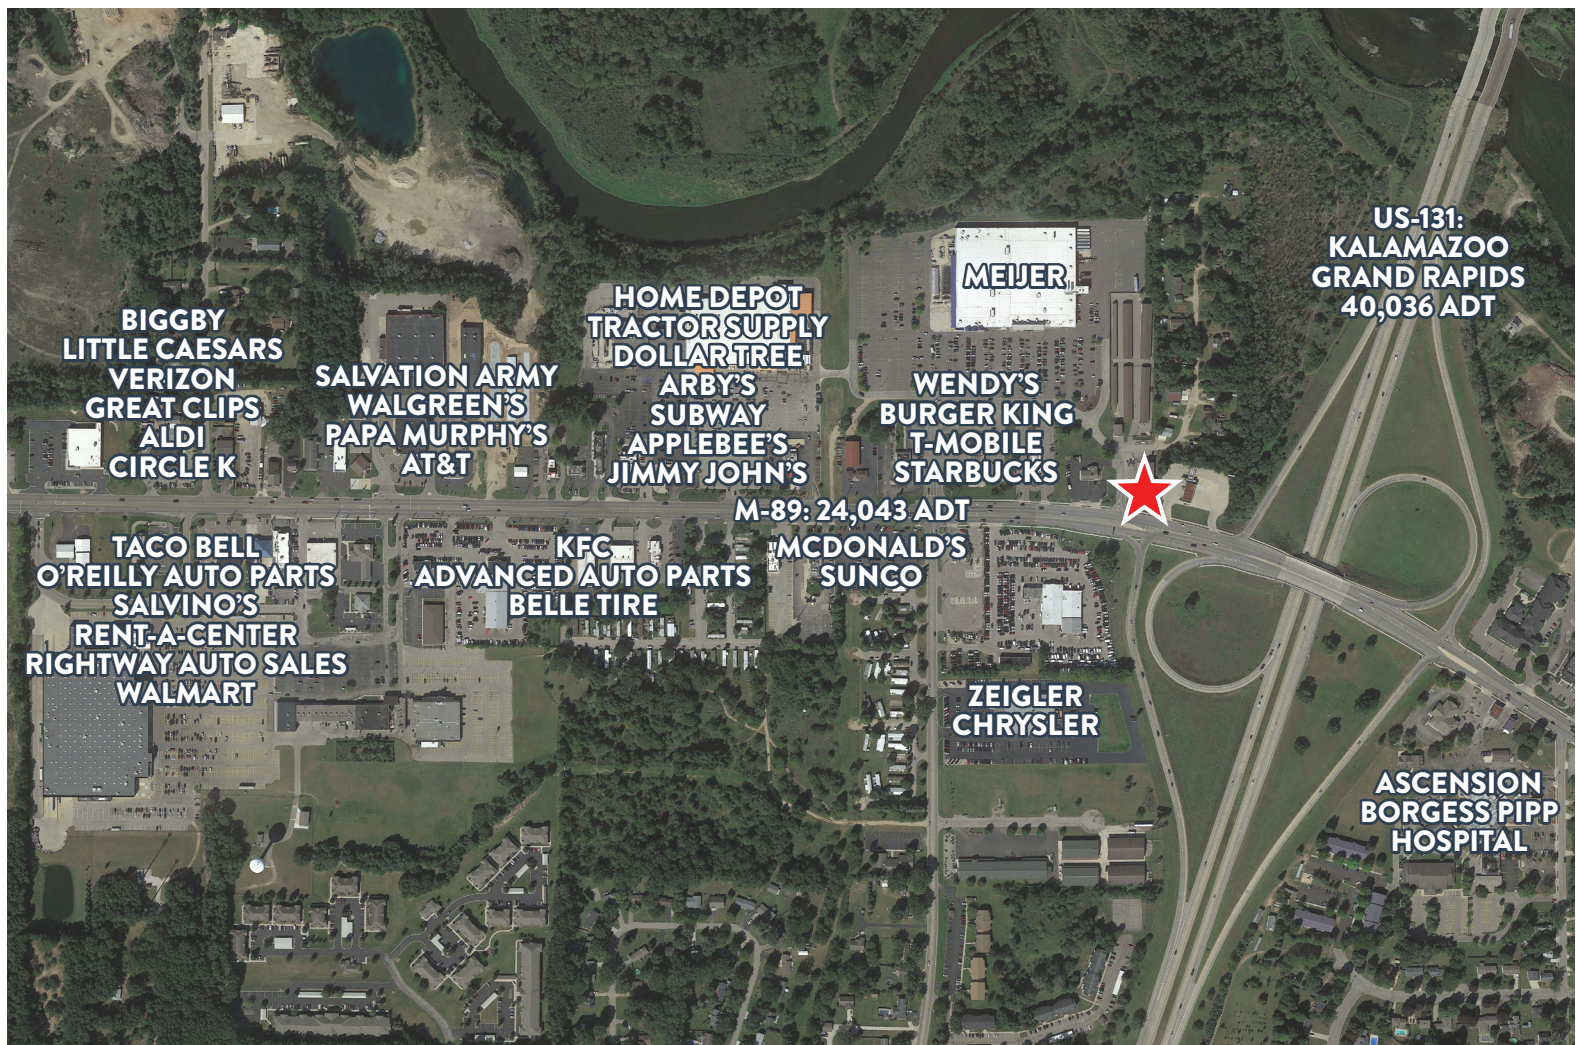 US-131:
KALAMAZOO
GRAND RAPIDS
40,036 ADT
MEIJER
BIGGBY
LITTLE CAESARS
VERIZON
GREAT CLIPS
ALDI
CIRCLE K
SALVATION ARMY
WALGREEN'S
PAPA MURPHY'S
AT&T
HOME DEPOT
TRACTOR SUPPLY
DOLLAR TREE
ARBY'S
SUBWAY
APPLEBEE'S
JIMMY JOHN'S
WENDY'S
BURGER KING
T-MOBILE
STARBUCKS
M-89: 24,043 ADT
TACO BELL
O'REILLY AUTO PARTS
SALVINO'S
RENT-A-CENTER
RIGHTWAY AUTO SALES
WALMART
KFC
ADVANCED AUTO PARTS
BELLE TIRE
MCDONALD'S
SUNCO
ZEIGLER
CHRYSLER
ASCENSION
BORGESS PIPP
HOSPITAL